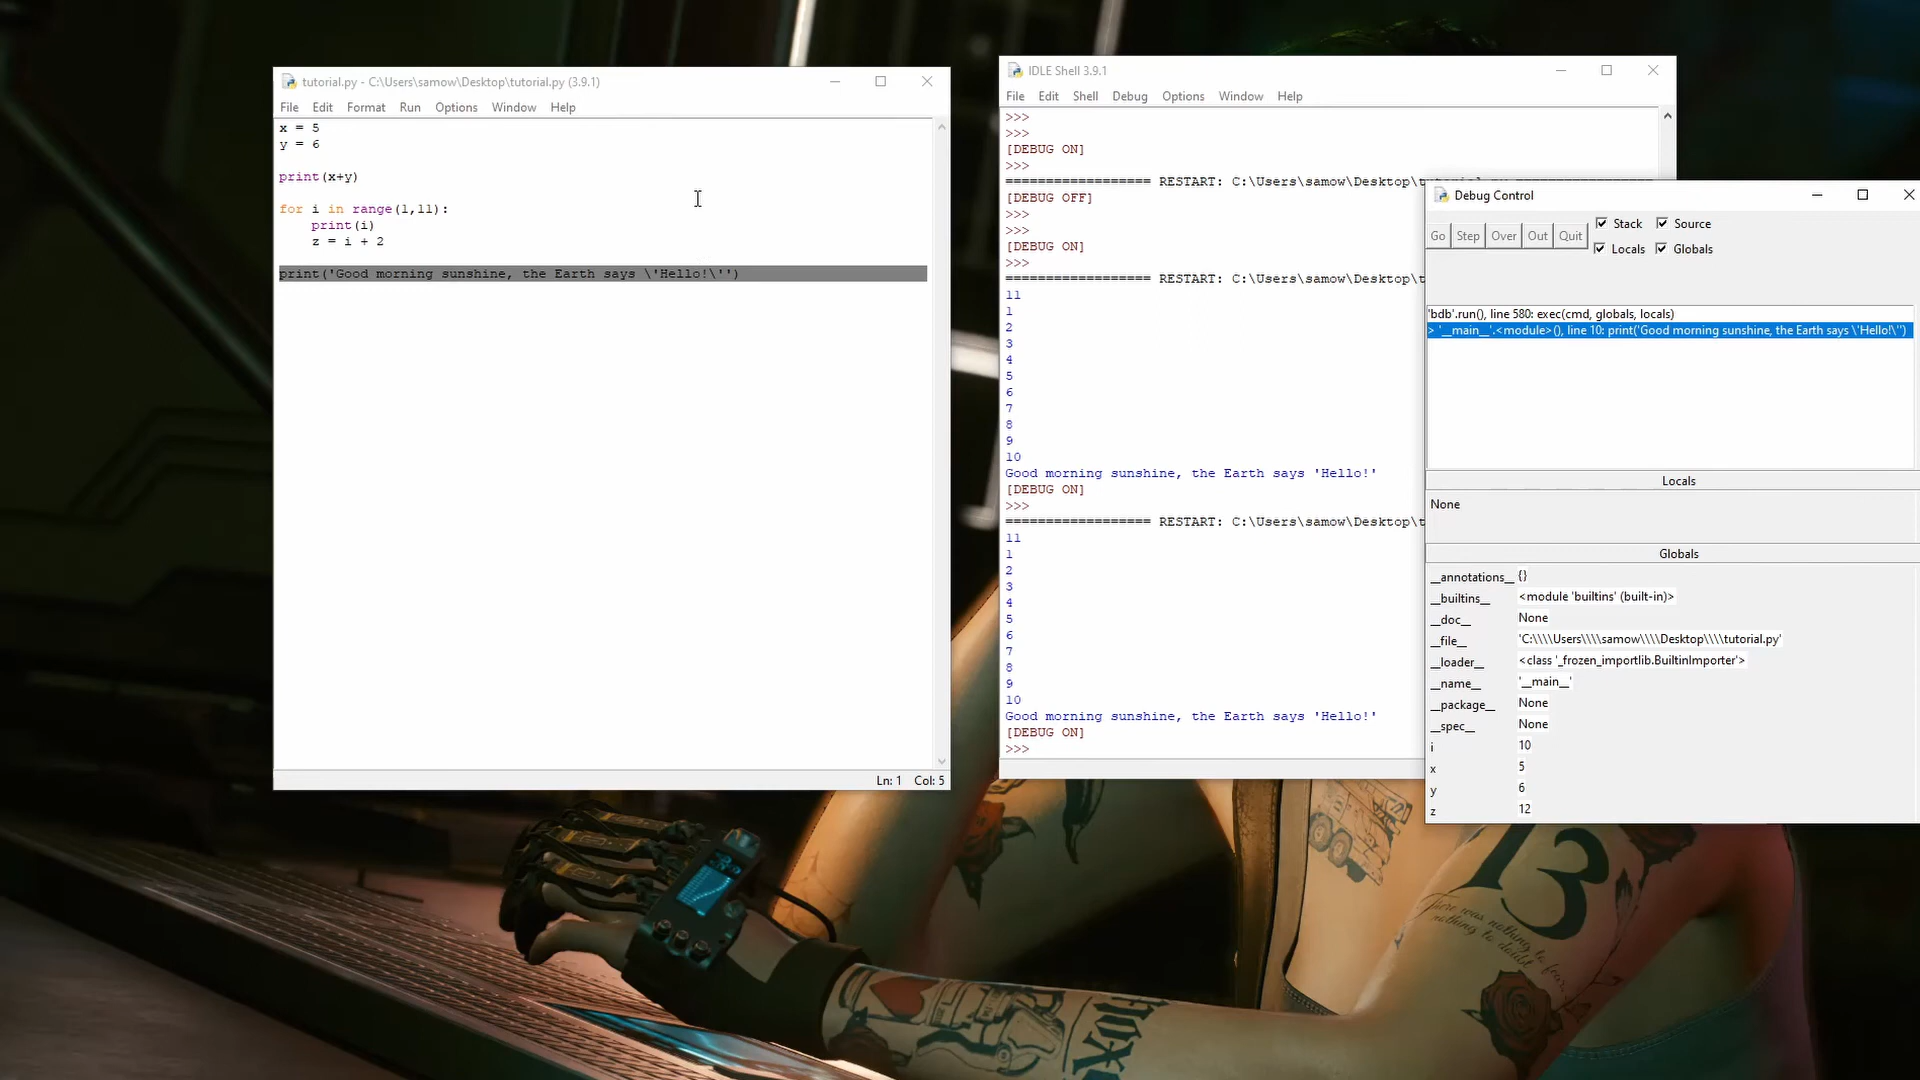 tutorial.py - C:\Users\samow\Desktop\tutorial.py (3.9.1)
File Edit Format Run Options Window Help
x = 5
y = 6
print(x+y)
for i in range(1,11):
print(i)
z = i + 2
print('Good morning sunshine, the Earth says \'Hello!\'')
Ln: 1 Col: 5
IDLE Shell 3.9.1
File Edit Shell Debug Options Window Help
>>>
>>>
[DEBUG ON]
>>>
================== RESTART: C:\Users\samow\Desktop\
[DEBUG OFF]
>>>
>>>
[DEBUG ON]
>>>
================== RESTART: C:\Users\samow\Desktop\
11
1
2
3
4
5
6
7
8
9
10
Good morning sunshine, the Earth says 'Hello!'
[DEBUG ON]
>>>
================== RESTART: C:\Users\samow\Desktop\t
11
1
2
3
4
5
6
7
8
9
10
Good morning sunshine, the Earth says 'Hello!'
[DEBUG ON]
>>>
Debug Control
Go Step Over Out Quit
Stack Source
Locals Globals
'bdb'.run(), line 580: exec(cmd, globals, locals)
> '__main__'.<module>(), line 10: print('Good morning sunshine, the Earth says \'Hello!\'')
Locals
None
Globals
__annotations__ {}
__builtins__ <module 'builtins' (built-in)>
__doc__ None
__file__ 'C:\\\\Users\\\\samow\\\\Desktop\\\\tutorial.py'
__loader__ <class '_frozen_importlib.BuiltinImporter'>
__name__ '__main__'
__package__ None
__spec__ None
i 10
x 5
y 6
z 12
13
There was nothing to fear
nothing to doubt